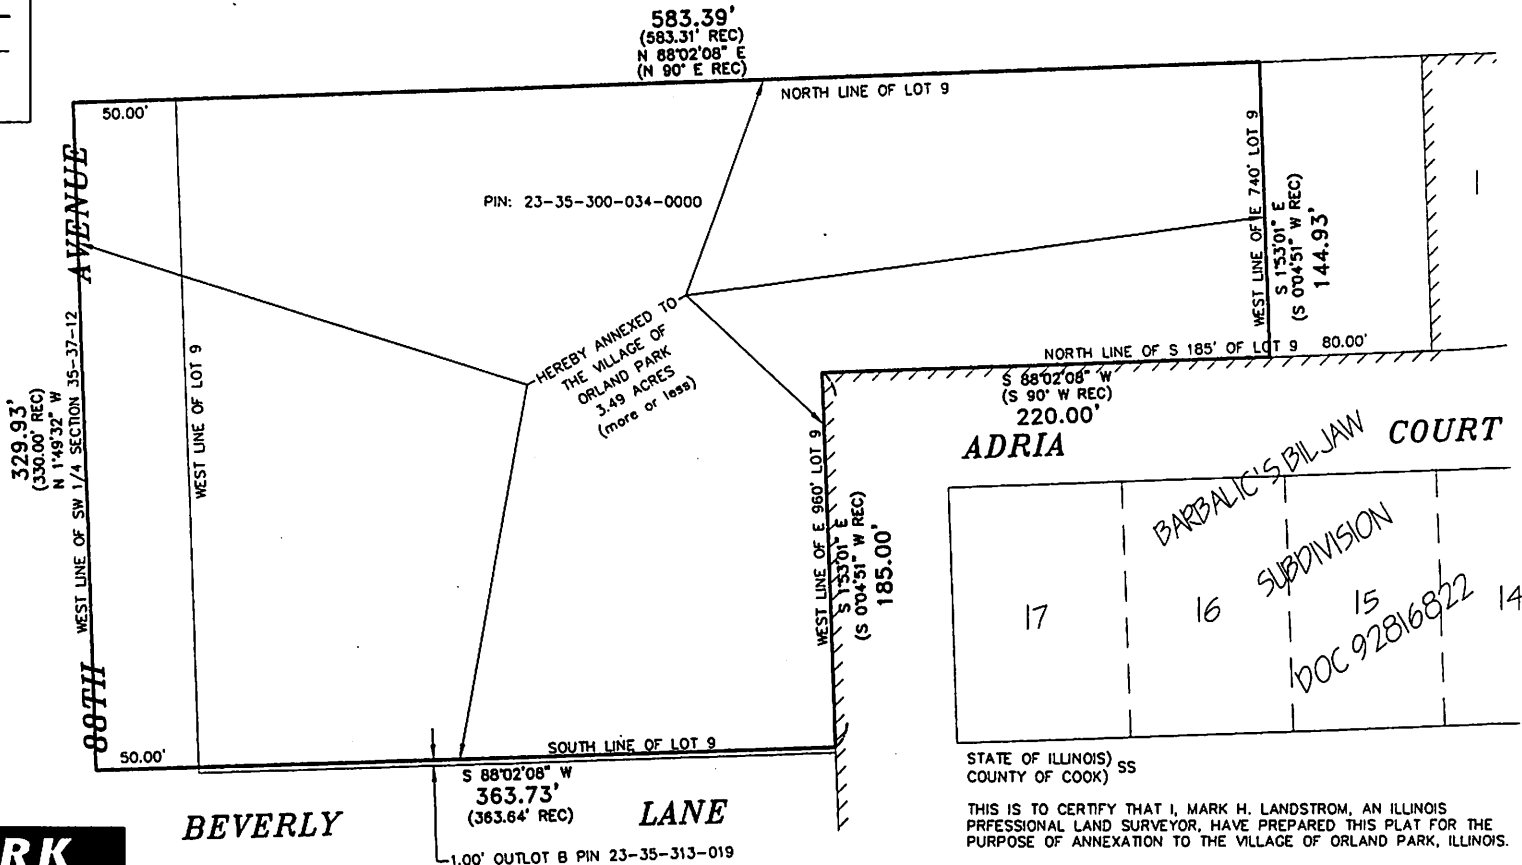 583.39'
(583.31' REC)
N 88°02'08" E
(N 90° E REC)
50.00'
NORTH LINE OF LOT 9
88TH AVENUE
PIN: 23-35-300-034-0000
WEST LINE OF E 740' LOT 9
S 1°53'01" E
(S 0°04'51" W REC)
144.93'
1
329.93'
(330.00' REC)
N 1°49'32" W
WEST LINE OF SW 1/4 SECTION 35-37-12
WEST LINE OF LOT 9
HEREBY ANNEXED TO
THE VILLAGE OF
ORLAND PARK
3.49 ACRES
(more or less)
NORTH LINE OF S 185' OF LOT 9 80.00'
S 88°02'08" W
(S 90° W REC)
220.00'
ADRIA COURT
WEST LINE OF E 960' LOT 9
S 1°53'01" E
(S 0°04'51" W REC)
185.00'
BARBALIC'S BILJAW
SUBDIVISION
DOC 92816822
17
16
15
14
50.00'
SOUTH LINE OF LOT 9
S 88°02'08" W
363.73'
(363.64' REC)
BEVERLY LANE
1.00' OUTLOT B PIN 23-35-313-019
STATE OF ILLINOIS) SS
COUNTY OF COOK)
THIS IS TO CERTIFY THAT I, MARK H. LANDSTROM, AN ILLINOIS
PRFESSIONAL LAND SURVEYOR, HAVE PREPARED THIS PLAT FOR THE
PURPOSE OF ANNEXATION TO THE VILLAGE OF ORLAND PARK, ILLINOIS.
RK